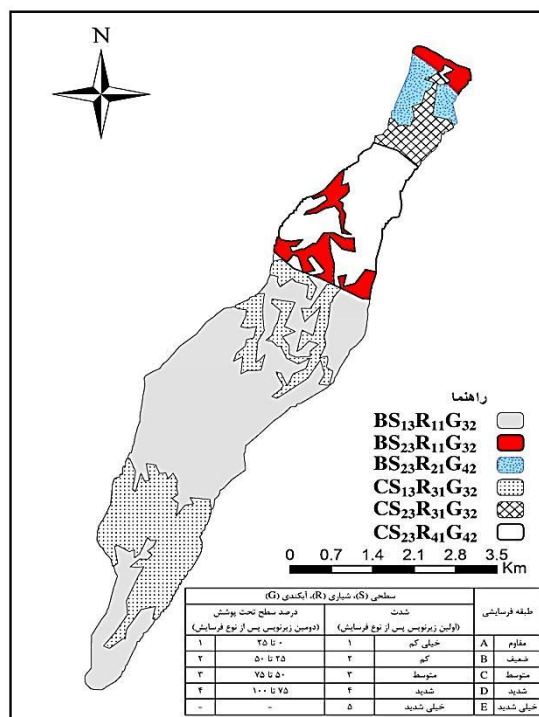 N
راهنما
BS₁₃R₁₁G₃₂
BS₂₃R₁₁G₃₂
BS₂₃R₂₁G₄₂
CS₁₃R₃₁G₃₂
CS₂₃R₃₁G₃₂
CS₂₃R₄₁G₄₂
0 0.7 1.4 2.1 2.8 3.5
Km
طبقه فرسایشی سطحی (S)، شیاری (R)، آبکندی (G)
شدت درصد سطح تحت پوشش
(اولین زیرنویس پس از نوع فرسایش) (دومین زیرنویس پس از نوع فرسایش)
مقاوم A خیلی کم ۱ ۰ تا ۲۵ ۱
ضعیف B کم ۲ ۲۵ تا ۵۰ ۲
متوسط C متوسط ۳ ۵۰ تا ۷۵ ۳
شدید D شدید ۴ ۷۵ تا ۱۰۰ ۴
خیلی شدید E خیلی شدید ۵ - -